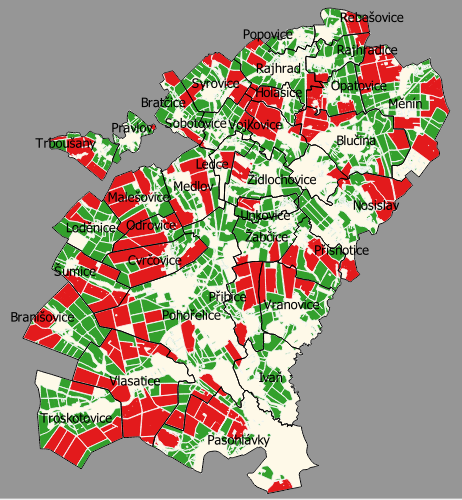 Rebešovice
Popovice
Rajhradice
Rajhrad
Syrovice
Opatovice
Holasice
Bratčice
Měnín
Sobotovice
Vojkovice
Pravlov
Blučina
Trboušany
Ledce
Medlov
Židlochovice
Malešovice
Nosislav
Unkovice
Loděnice
Odrovice
Žabčice
Přísnotice
Cvrčovice
Šumice
Přibice
Vranovice
Branišovice
Pohořelice
Ivaň
Vlasatice
Troskotovice
Pasohlávky